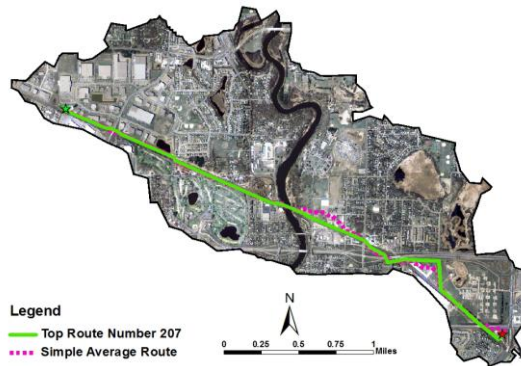 N
Legend
Top Route Number 207
Simple Average Route
0 0.25 0.5 0.75 1
Miles